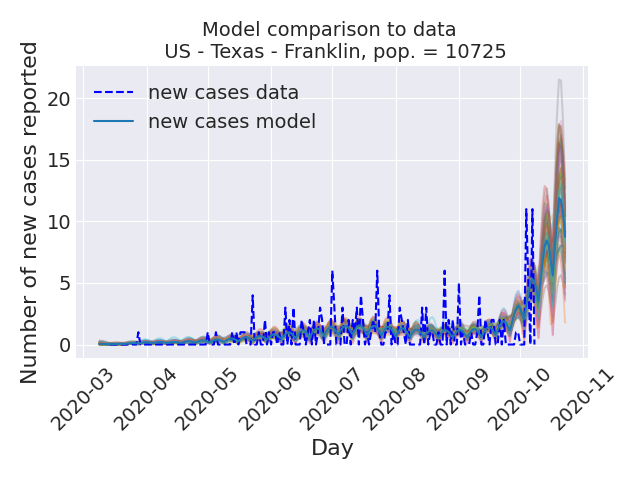 Model comparison to data
US - Texas - Franklin, pop. = 10725
new cases data
new cases model
Number of new cases reported
20
15
10
5
0
2020-03
2020-04
2020-05
2020-06
2020-07
2020-08
2020-09
2020-10
2020-11
Day